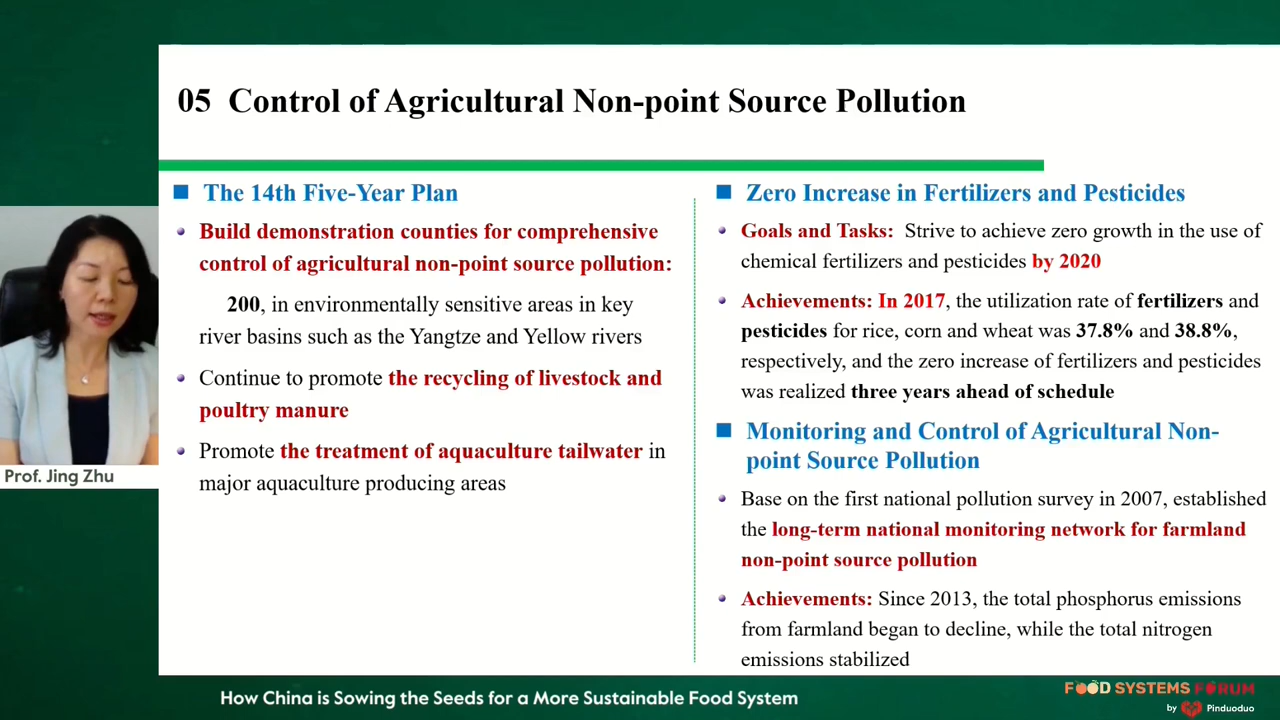 05 Control of Agricultural Non-point Source Pollution
The 14th Five-Year Plan
Build demonstration counties for comprehensive
control of agricultural non-point source pollution:
200, in environmentally sensitive areas in key
river basins such as the Yangtze and Yellow rivers
Continue to promote the recycling of livestock and
poultry manure
Promote the treatment of aquaculture tailwater in
major aquaculture producing areas
Zero Increase in Fertilizers and Pesticides
Goals and Tasks: Strive to achieve zero growth in the use of
chemical fertilizers and pesticides by 2020
Achievements: In 2017, the utilization rate of fertilizers and
pesticides for rice, corn and wheat was 37.8% and 38.8%,
respectively, and the zero increase of fertilizers and pesticides
was realized three years ahead of schedule
Monitoring and Control of Agricultural Non-
point Source Pollution
Base on the first national pollution survey in 2007, established
the long-term national monitoring network for farmland
non-point source pollution
Achievements: Since 2013, the total phosphorus emissions
from farmland began to decline, while the total nitrogen
emissions stabilized
Prof. Jing Zhu
How China is Sowing the Seeds for a More Sustainable Food System
FOOD SYSTEMS FORUM
by Pinduoduo